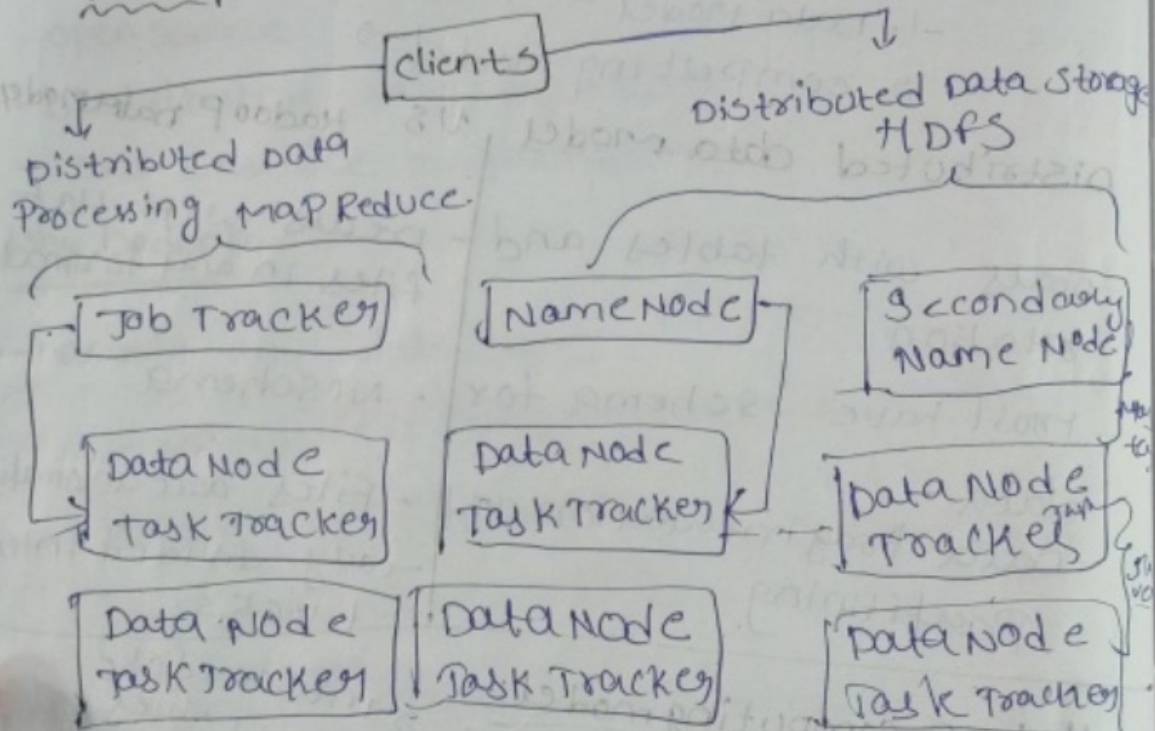 Clients
Distributed Data Storage
HDFS
Distributed Data
Processing MapReduce.
Job Tracker
NameNode
Secondary
Name Node
Data Node
Task Tracker
Data Node
Task Tracker
Data Node
Task
Tracker
Data Node
Task Tracker
Data Node
Task Tracker
Data Node
Task Tracker